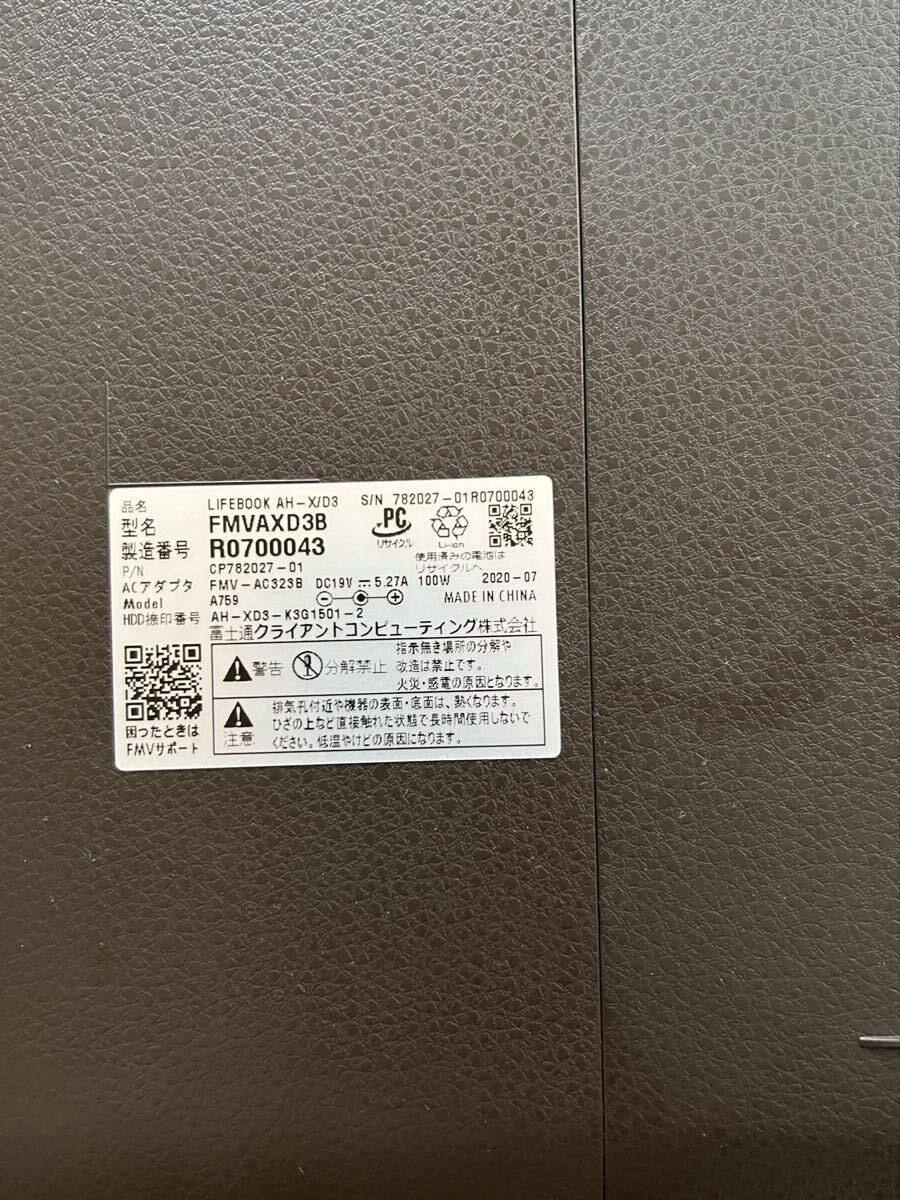 品名 LIFEBOOK AH-X/D3 S/N 782027-01R0700043
型名 FMVAXD3B
製造番号 R0700043
PC
リサイクル
Li-ion
使用済みの電池は
リサイクルへ
P/N CP782027-01
ACアダプタ FMV-AC323B DC19V ⎓ 5.27A 100W 2020-07
Model A759 MADE IN CHINA
HDD捺印番号 AH-XD3-K3G1501-2
富士通クライアントコンピューティング株式会社
警告 分解禁止
指示無き場所の分解や
改造は禁止です。
火災・感電の原因となります。
注意
排気孔付近や機器の表面・底面は、熱くなります。
ひざの上など直接触れた状態で長時間使用しないで
ください。低温やけどの原因になります。
困ったときは
FMVサポート